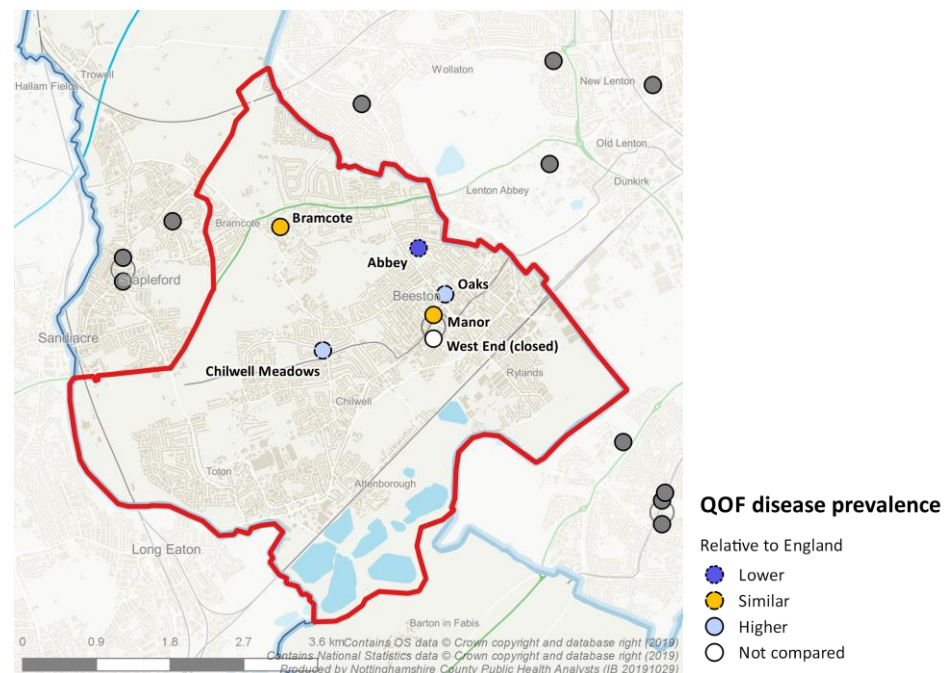 Trowell
Hallam Fields
Wollaton
New Lenton
Old Lenton
Dunkirk
Lenton Abbey
Bramcote
Bramcote
Abbey
Stapleford
Oaks
Beeston
Manor
Sandiacre
West End (closed)
Chilwell Meadows
Rylands
Chilwell
Toton
Attenborough
Long Eaton
Barton in Fabis
0 0.9 1.8 2.7 3.6 km
Contains OS data © Crown copyright and database right (2019)
Contains National Statistics data © Crown copyright and database right (2019)
Produced by Nottinghamshire County Public Health Analysts (IB 20191029)
QOF disease prevalence
Relative to England
Lower
Similar
Higher
Not compared